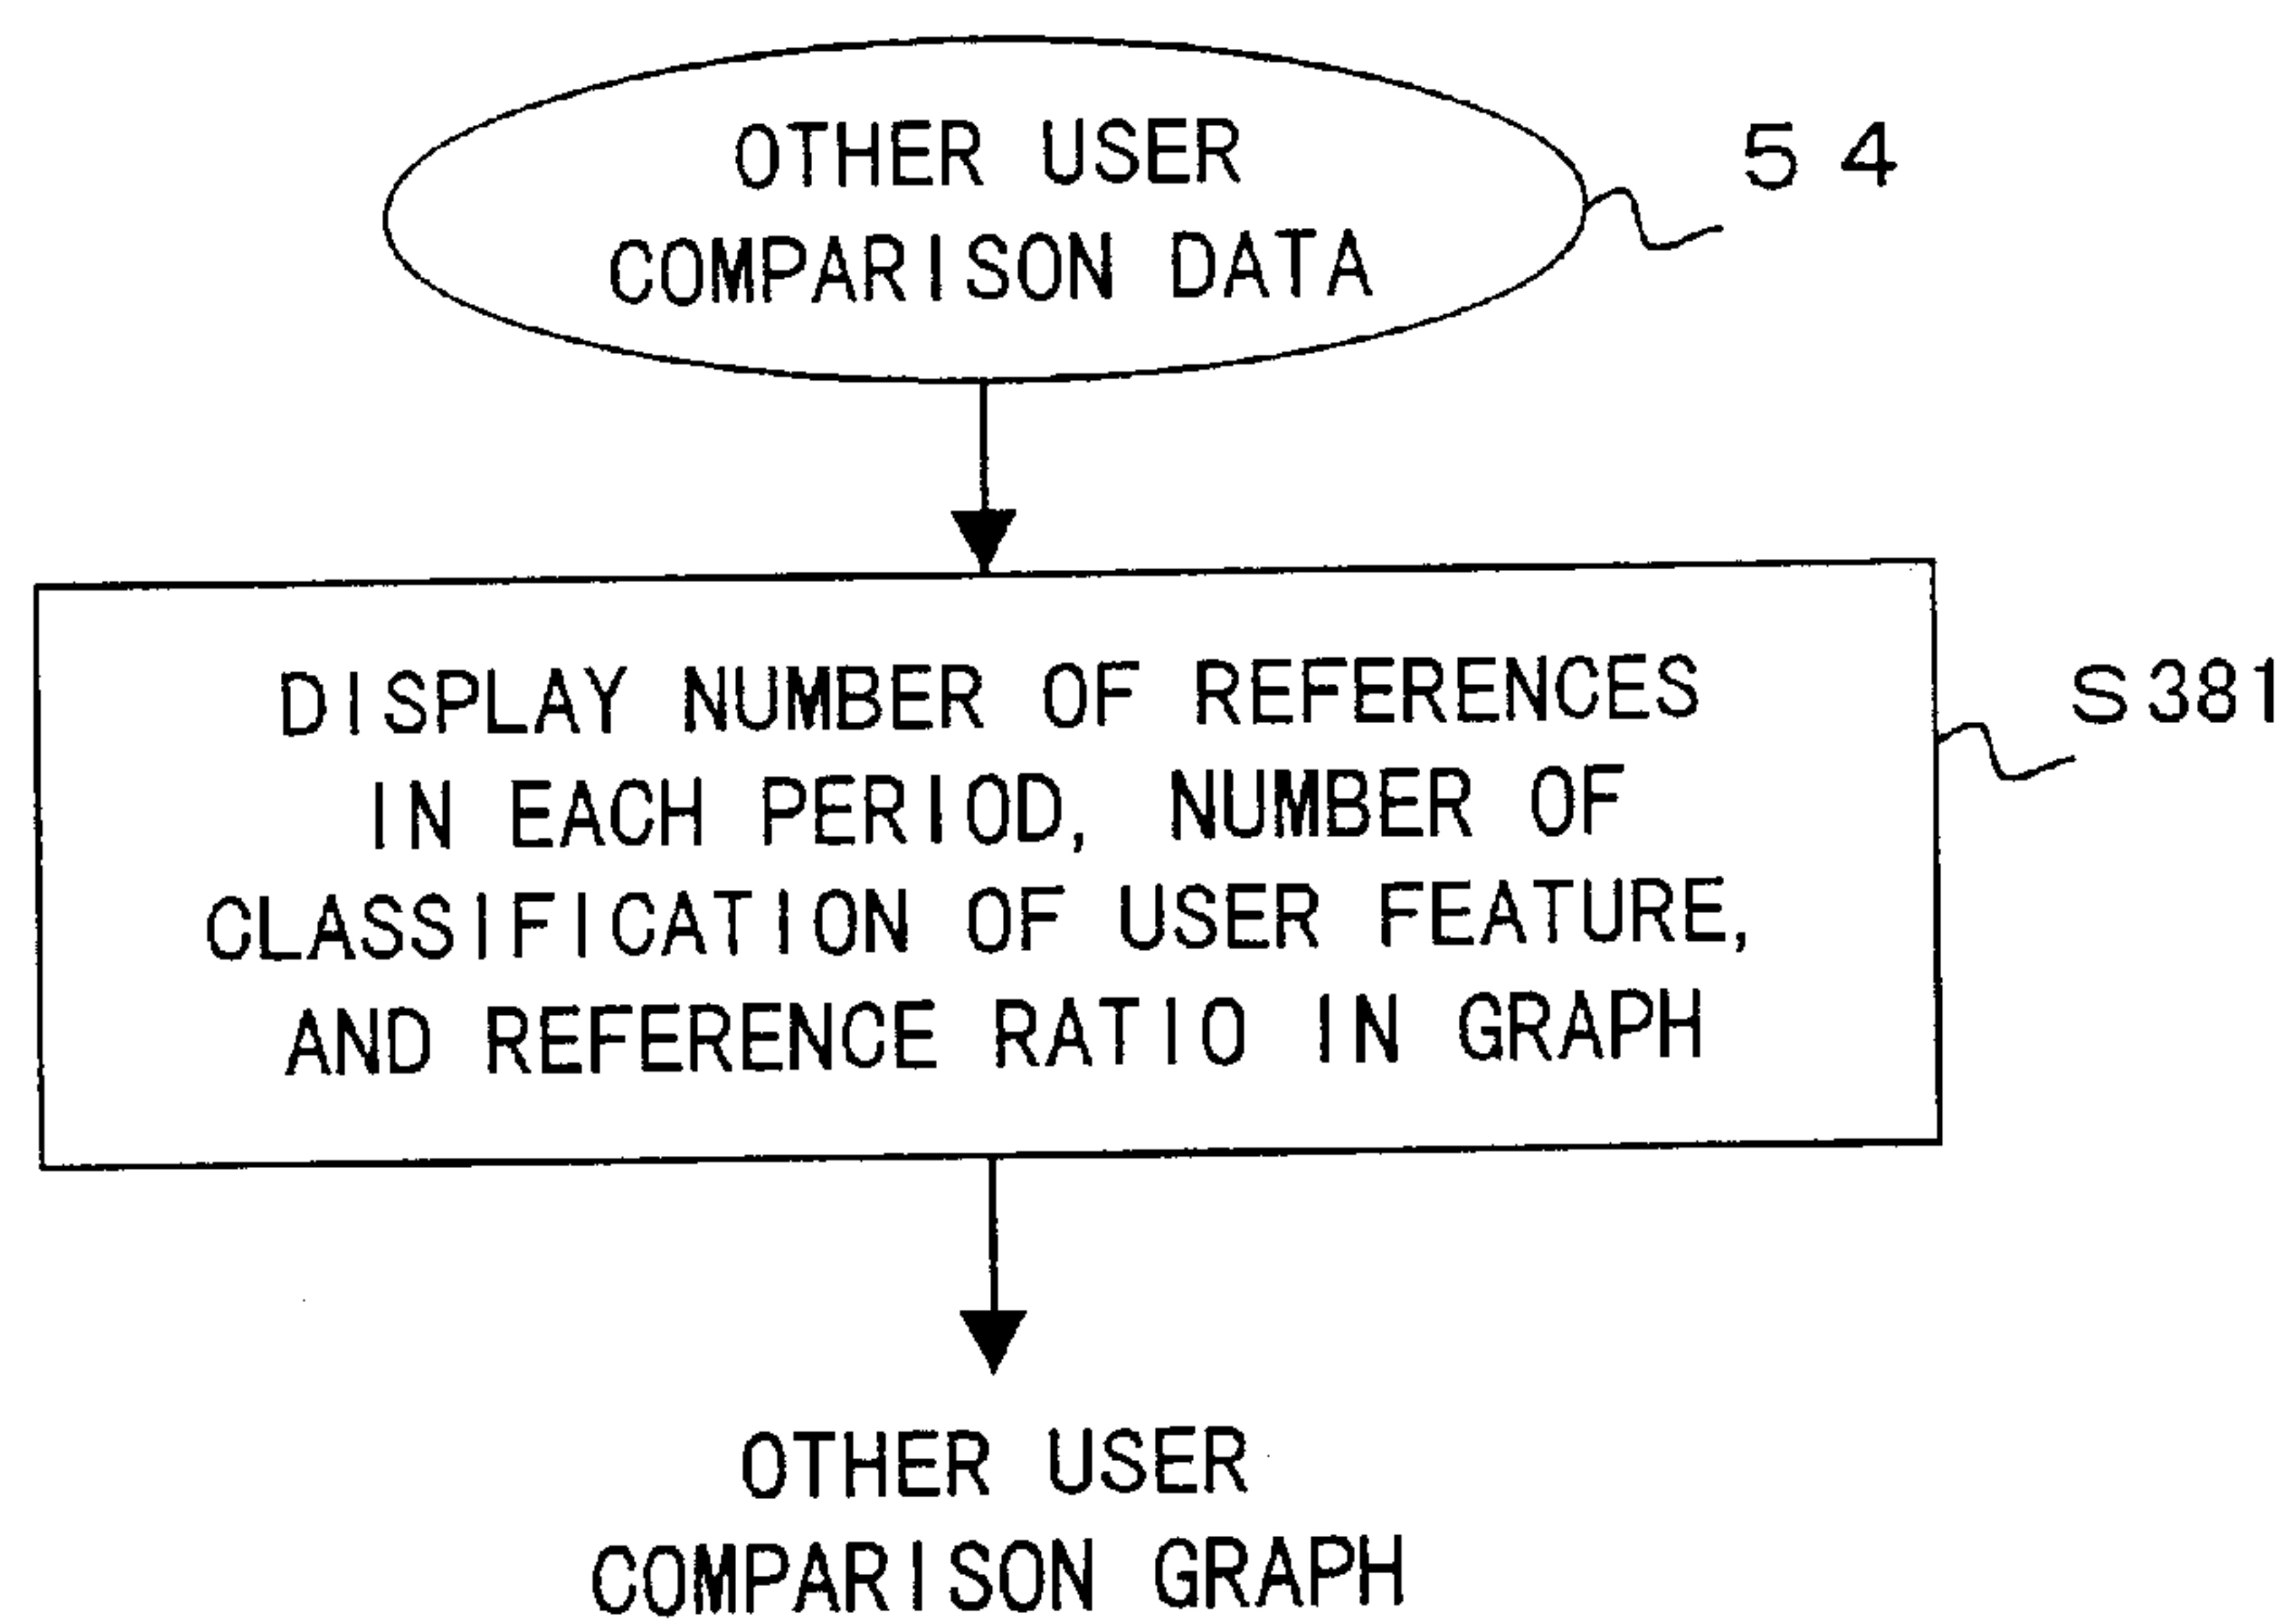 OTHER USER
COMPARISON DATA
54
DISPLAY NUMBER OF REFERENCES
IN EACH PERIOD, NUMBER OF
CLASSIFICATION OF USER FEATURE,
AND REFERENCE RATIO IN GRAPH
S381
OTHER USER
COMPARISON GRAPH